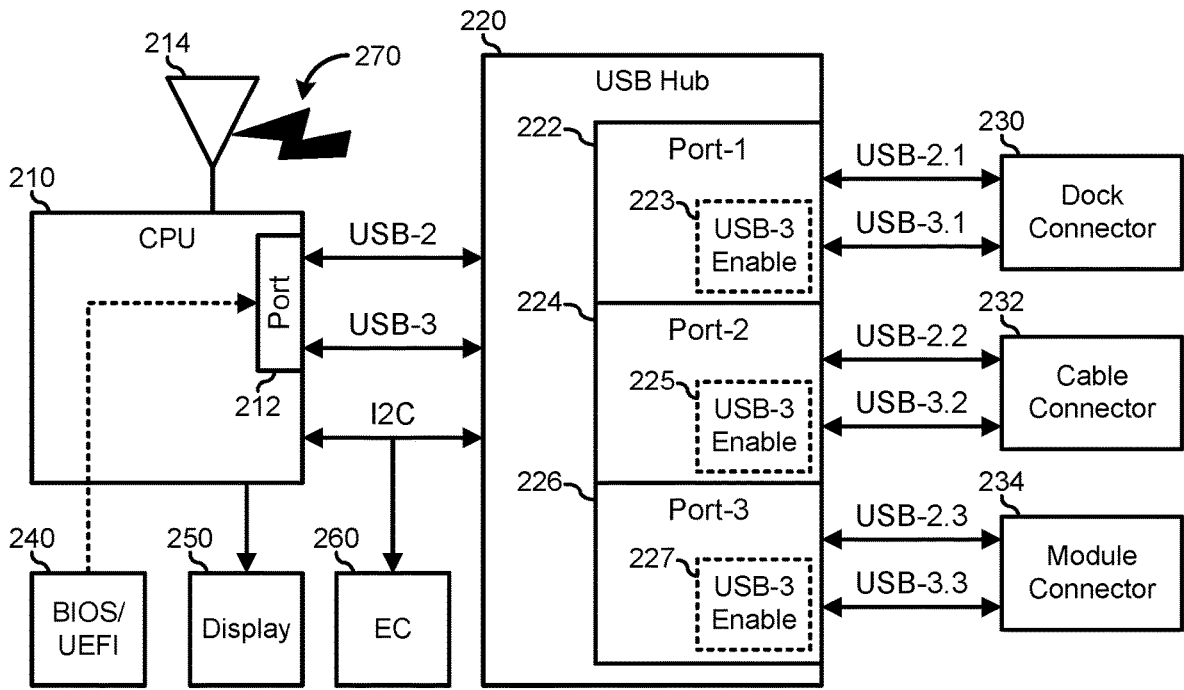 214
270
220
USB Hub
222
Port-1
230
USB-2.1
Dock
Connector
210
CPU
223
USB-3
Enable
USB-3.1
USB-2
Port
224
Port-2
232
USB-2.2
USB-3
212
225
USB-3
Enable
Cable
Connector
I2C
USB-3.2
226
Port-3
234
USB-2.3
240
250
260
227
USB-3
Enable
Module
Connector
BIOS/
UEFI
Display
EC
USB-3.3